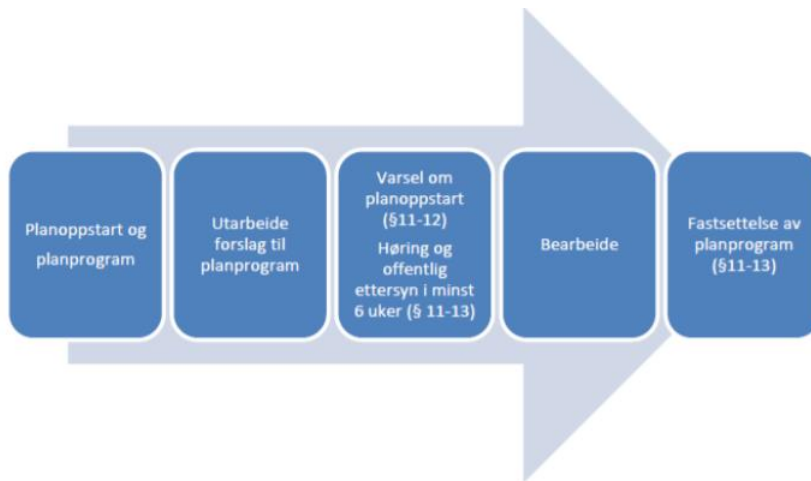 Planoppstart og
planprogram
Utarbeide
forslag til
planprogram
Varsel om
planoppstart
(§11-12)
Høring og
offentlig
ettersyn i minst
6 uker (§ 11-13)
Bearbeide
Fastsettelse av
planprogram
(§11-13)